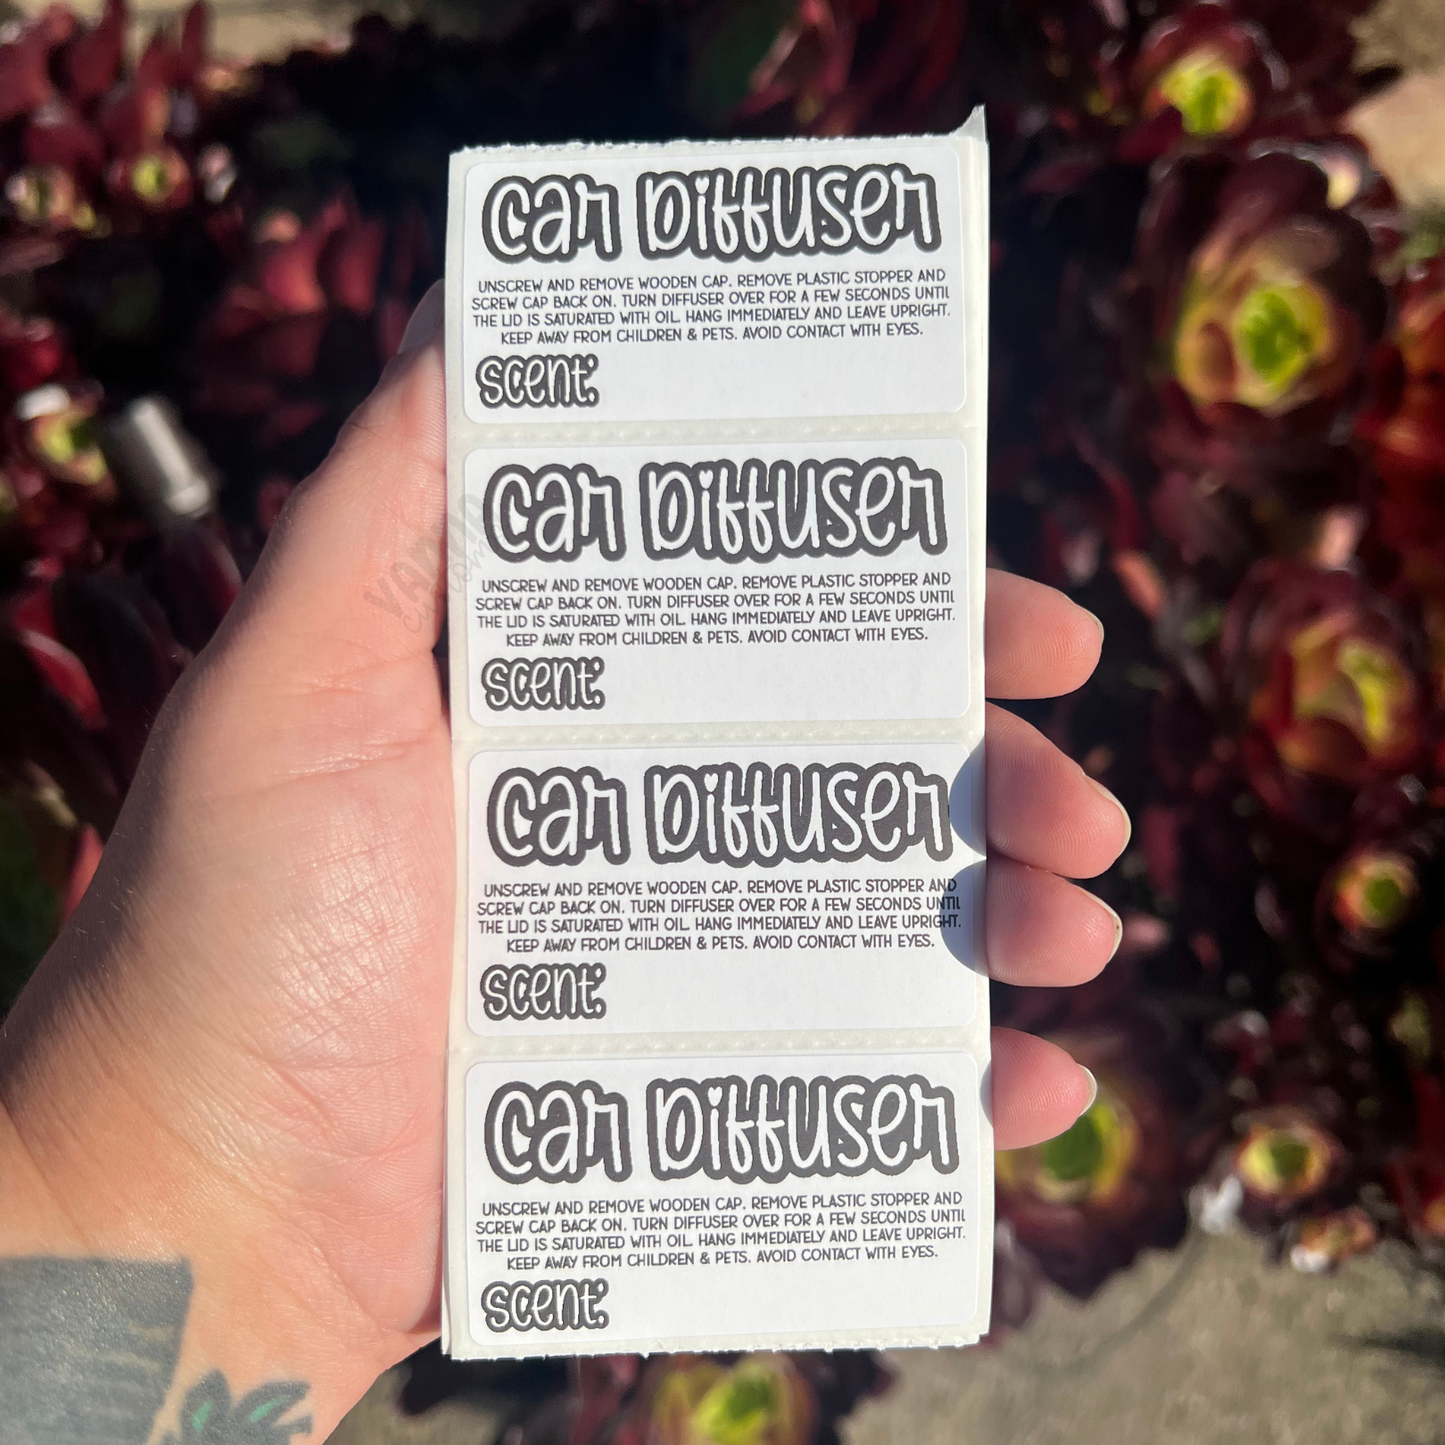 Car Diffuser
UNSCREW AND REMOVE WOODEN CAP. REMOVE PLASTIC STOPPER AND
SCREW CAP BACK ON. TURN DIFFUSER OVER FOR A FEW SECONDS UNTIL
THE LID IS SATURATED WITH OIL. HANG IMMEDIATELY AND LEAVE UPRIGHT.
KEEP AWAY FROM CHILDREN & PETS. AVOID CONTACT WITH EYES.
Scent:
Car Diffuser
UNSCREW AND REMOVE WOODEN CAP. REMOVE PLASTIC STOPPER AND
SCREW CAP BACK ON. TURN DIFFUSER OVER FOR A FEW SECONDS UNTIL
THE LID IS SATURATED WITH OIL. HANG IMMEDIATELY AND LEAVE UPRIGHT.
KEEP AWAY FROM CHILDREN & PETS. AVOID CONTACT WITH EYES.
Scent:
Car Diffuser
UNSCREW AND REMOVE WOODEN CAP. REMOVE PLASTIC STOPPER AND
SCREW CAP BACK ON. TURN DIFFUSER OVER FOR A FEW SECONDS UNTIL
THE LID IS SATURATED WITH OIL. HANG IMMEDIATELY AND LEAVE UPRIGHT.
KEEP AWAY FROM CHILDREN & PETS. AVOID CONTACT WITH EYES.
Scent:
Car Diffuser
UNSCREW AND REMOVE WOODEN CAP. REMOVE PLASTIC STOPPER AND
SCREW CAP BACK ON. TURN DIFFUSER OVER FOR A FEW SECONDS UNTIL
THE LID IS SATURATED WITH OIL. HANG IMMEDIATELY AND LEAVE UPRIGHT.
KEEP AWAY FROM CHILDREN & PETS. AVOID CONTACT WITH EYES.
Scent: